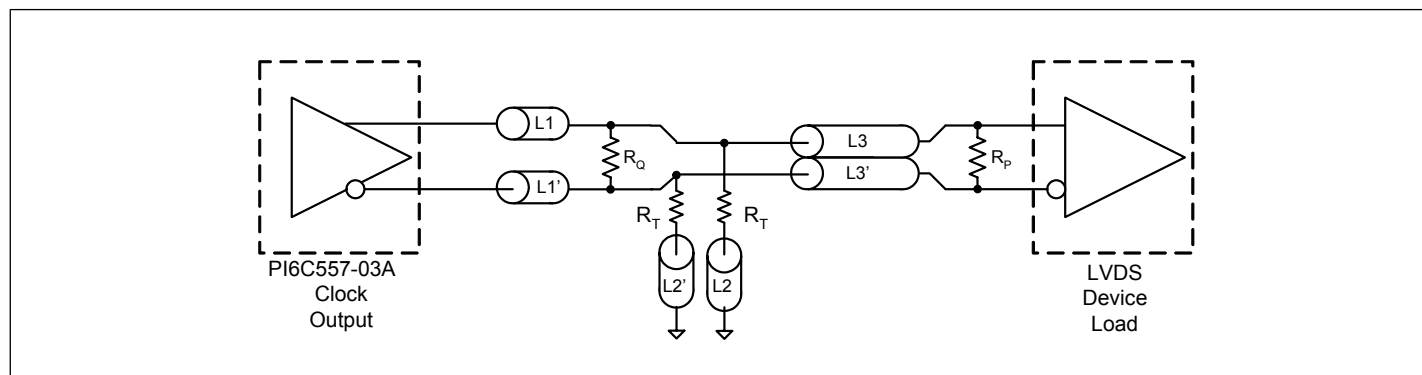 L1
R_Q
L3
R_P
L1'
L3'
R_T
R_T
L2'
L2
PI6C557-03A
Clock
Output
LVDS
Device
Load